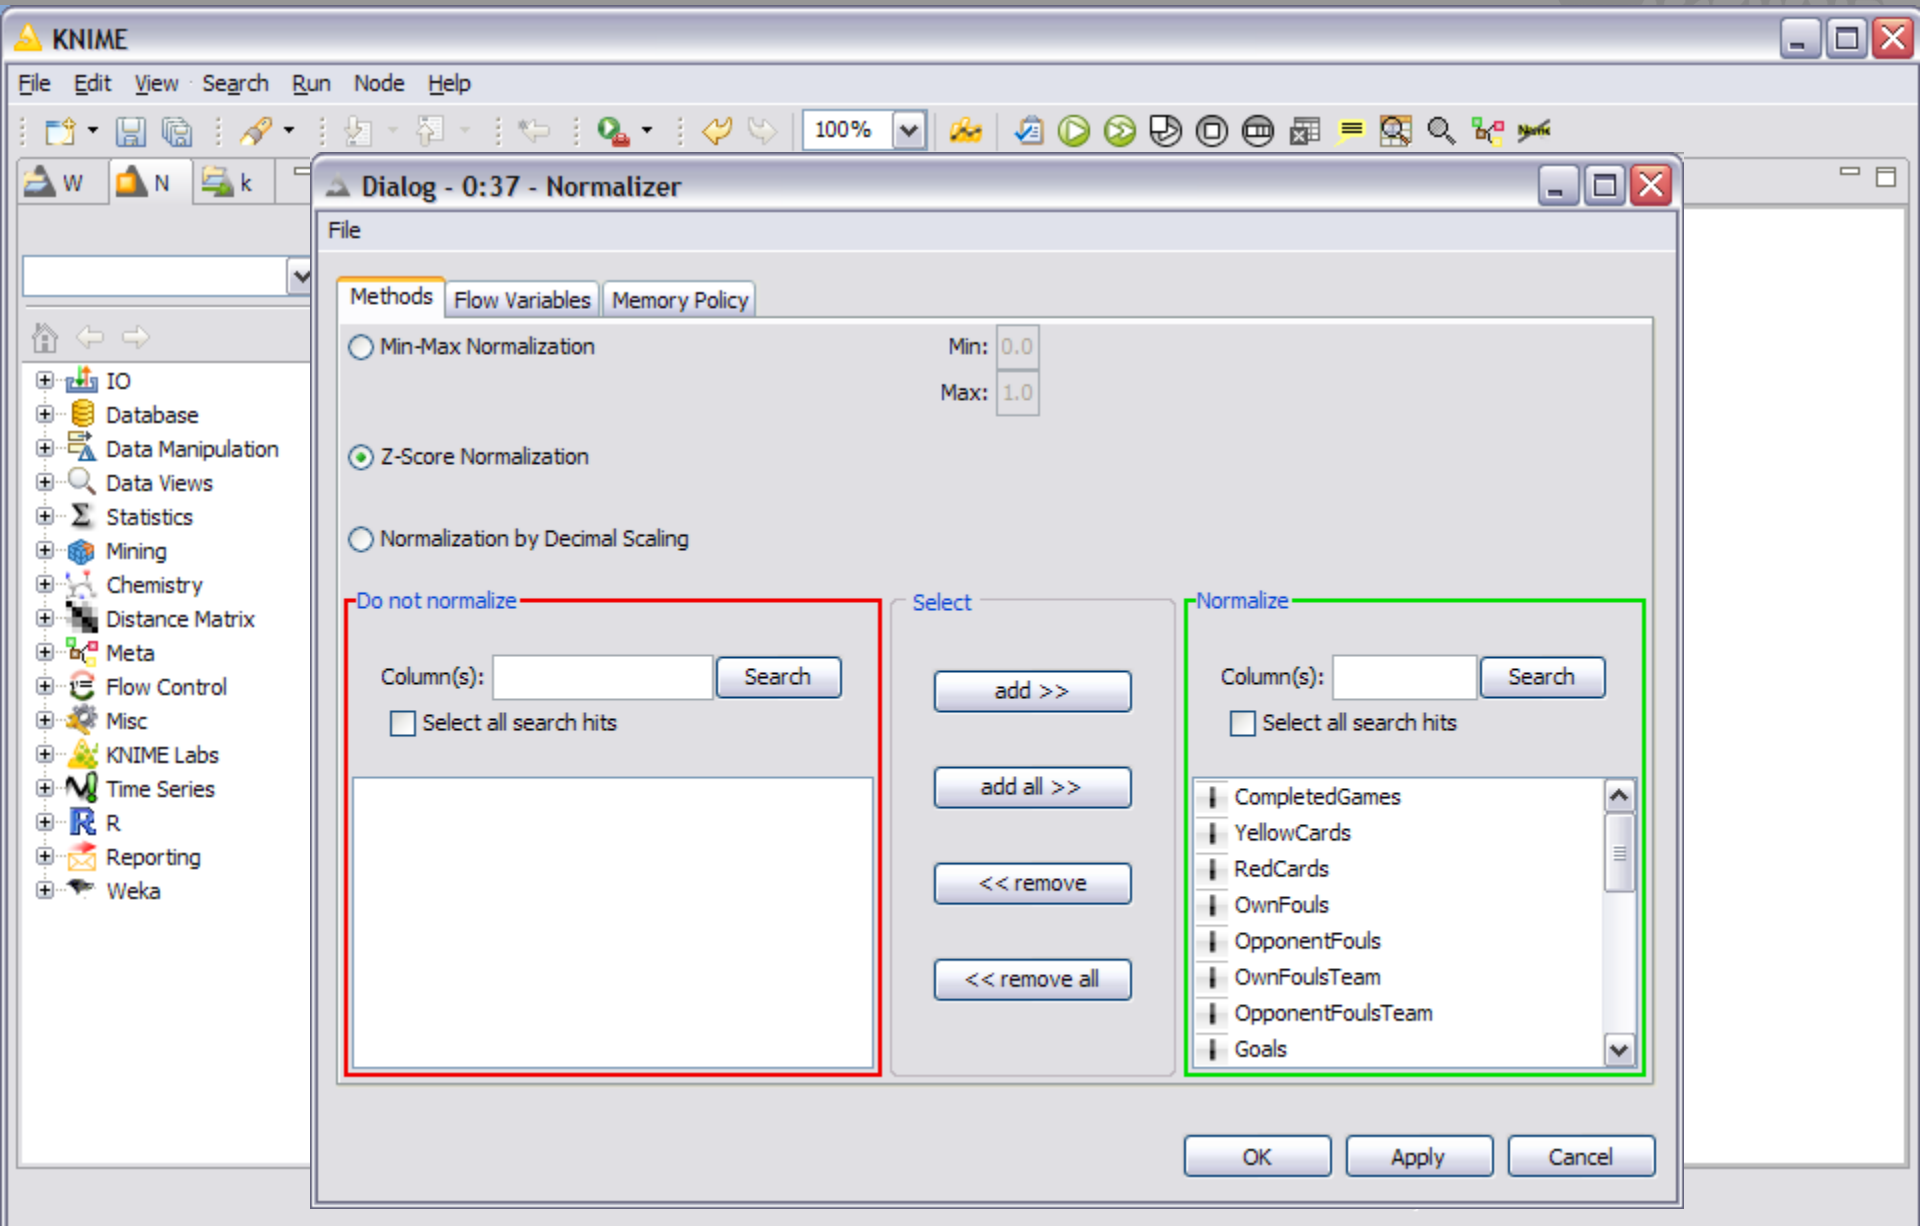 KNIME
File Edit View Search Run Node Help
100%
W N k
Dialog - 0:37 - Normalizer
File
Methods Flow Variables Memory Policy
Min-Max Normalization Min: 0.0
Max: 1.0
Z-Score Normalization
Normalization by Decimal Scaling
IO
Database
Data Manipulation
Data Views
Statistics
Mining
Chemistry
Distance Matrix
Meta
Flow Control
Misc
KNIME Labs
Time Series
R
Reporting
Weka
Do not normalize
Column(s): Search
Select all search hits
Select
add >>
add all >>
<< remove
<< remove all
Normalize
Column(s): Search
Select all search hits
CompletedGames
YellowCards
RedCards
OwnFouls
OpponentFouls
OwnFoulsTeam
OpponentFoulsTeam
Goals
OK Apply Cancel